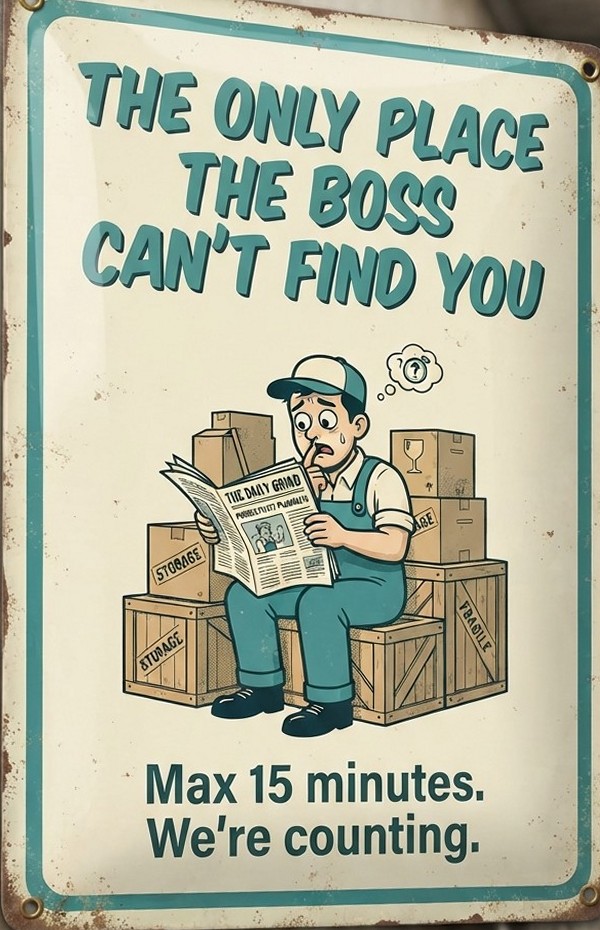 THE ONLY PLACE
THE BOSS
CAN'T FIND YOU
?
THE DAILY GRIND
STORAGE
STUDAGE
FRAGILE
Max 15 minutes.
We're counting.